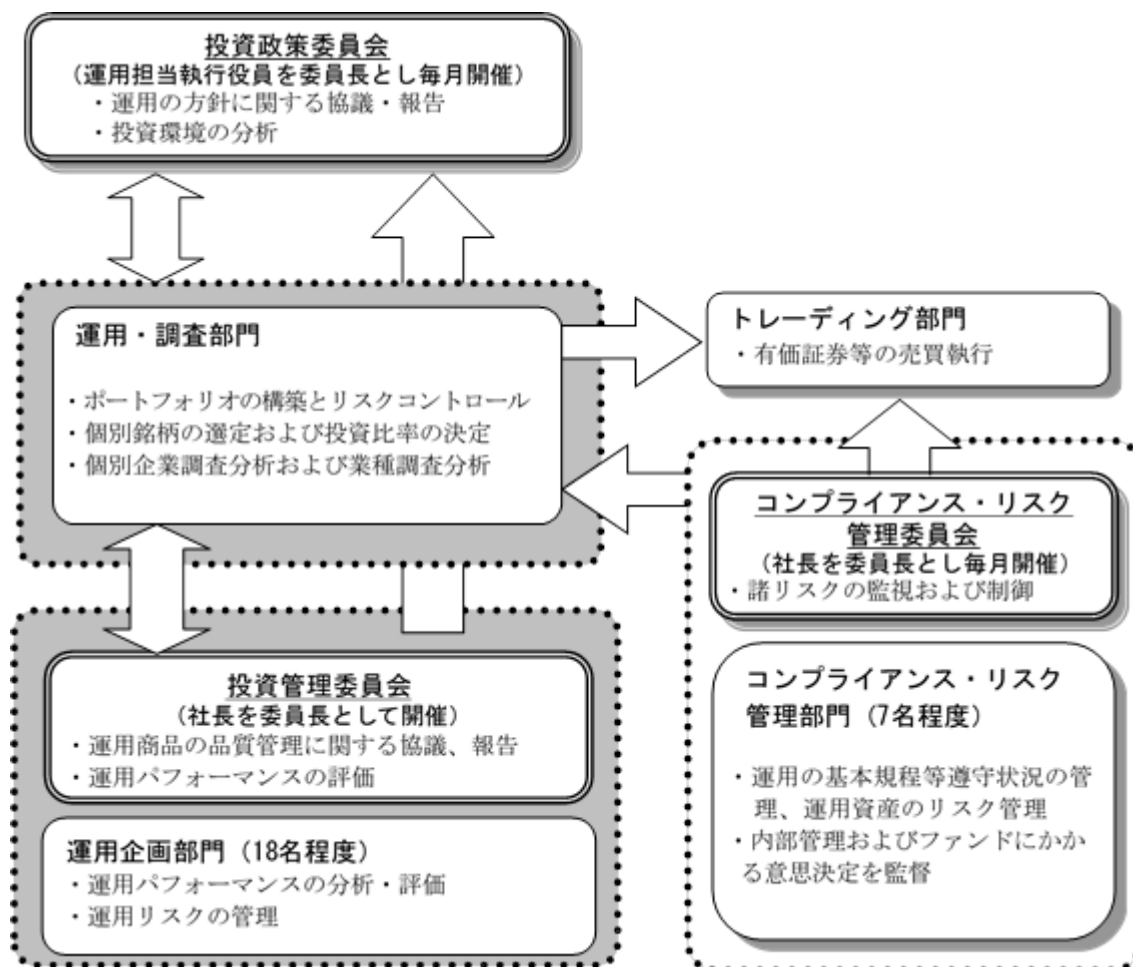 投資政策委員会
(運用担当執行役員を委員長とし毎月開催)
・運用の方針に関する協議・報告
・投資環境の分析
運用・調査部門
・ポートフォリオの構築とリスクコントロール
・個別銘柄の選定および投資比率の決定
・個別企業調査分析および業種調査分析
トレーディング部門
・有価証券等の売買執行
コンプライアンス・リスク
管理委員会
(社長を委員長とし毎月開催)
・諸リスクの監視および制御
投資管理委員会
(社長を委員長として開催)
・運用商品の品質管理に関する協議、報告
・運用パフォーマンスの評価
運用企画部門(18名程度)
・運用パフォーマンスの分析・評価
・運用リスクの管理
コンプライアンス・リスク
管理部門(7名程度)
・運用の基本規程等遵守状況の管
理、運用資産のリスク管理
・内部管理およびファンドにかか
る意思決定を監督